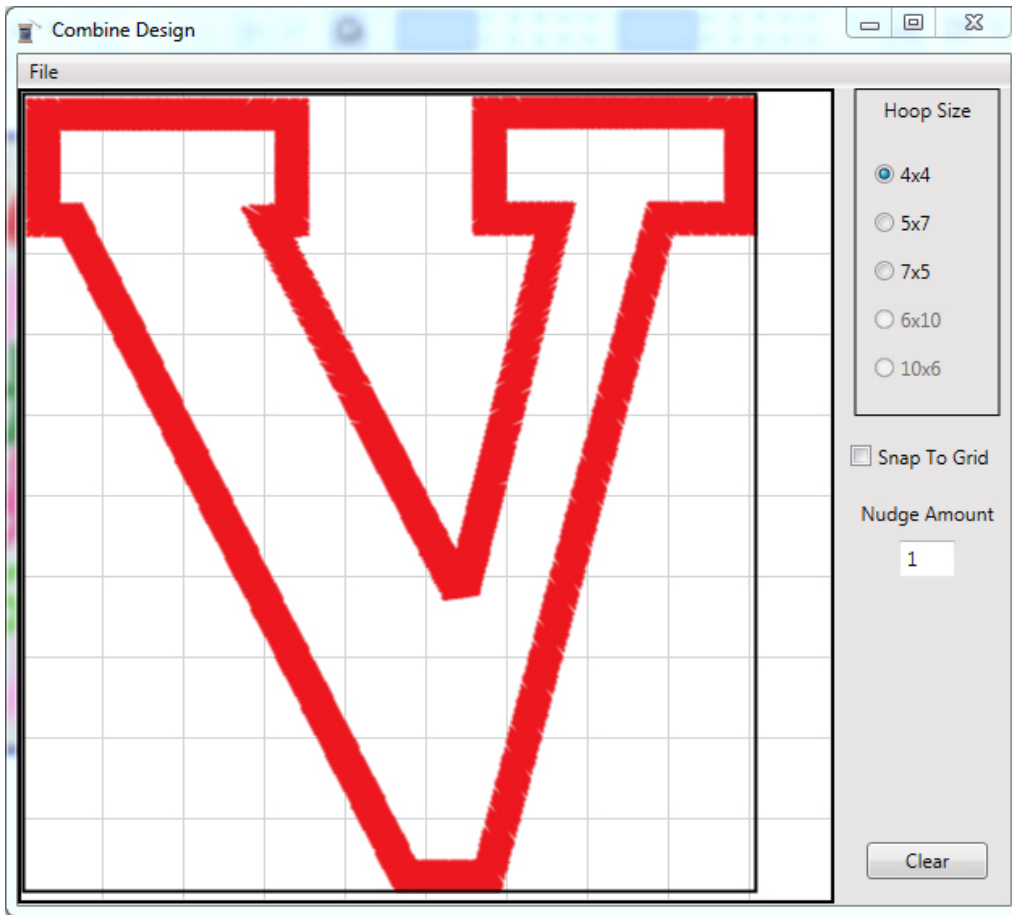 Combine Design
File
V
Hoop Size
4x4
5x7
7x5
6x10
10x6
Snap To Grid
Nudge Amount
1
Clear